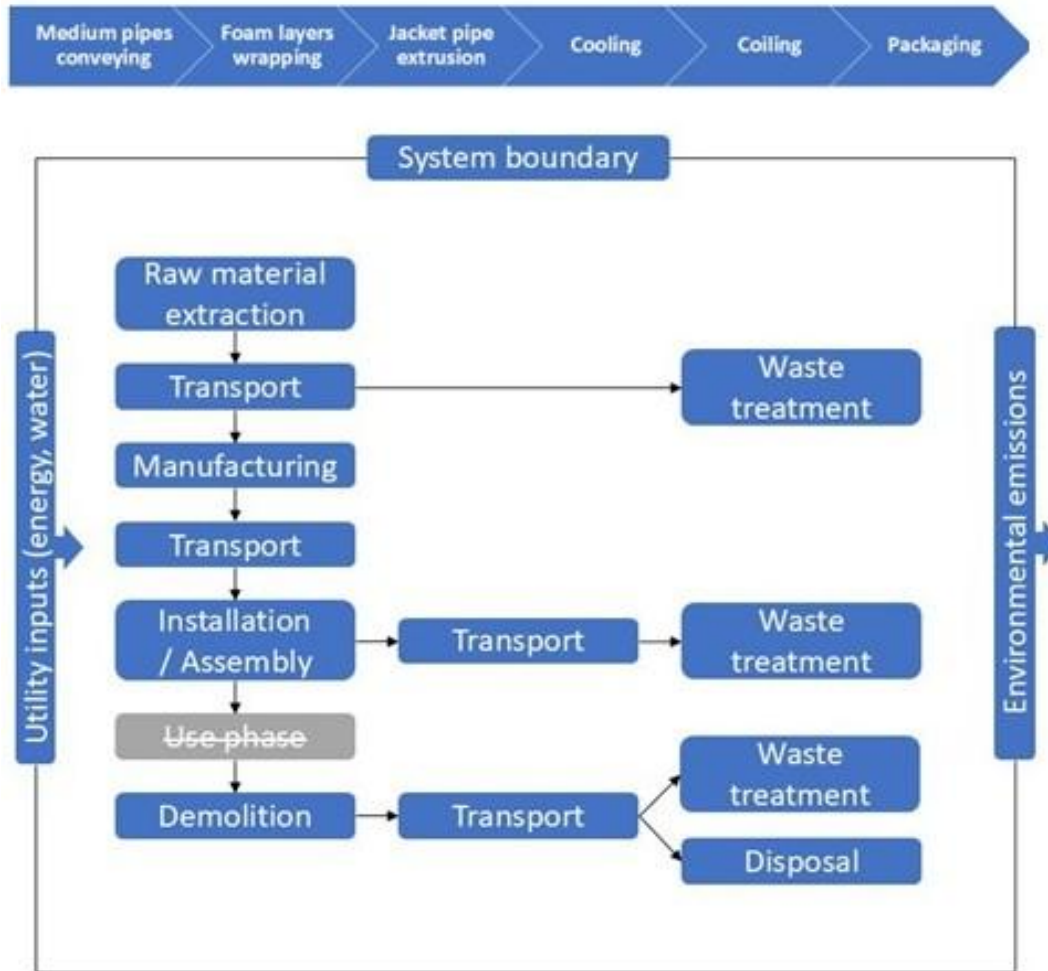 Medium pipes
conveying
Foam layers
wrapping
Jacket pipe
extrusion
Cooling
Coiling
Packaging
System boundary
Utility inputs (energy, water)
Raw material
extraction
Transport
Waste
treatment
Manufacturing
Transport
Installation
/ Assembly
Transport
Waste
treatment
Use phase
Demolition
Transport
Waste
treatment
Disposal
Environmental emissions